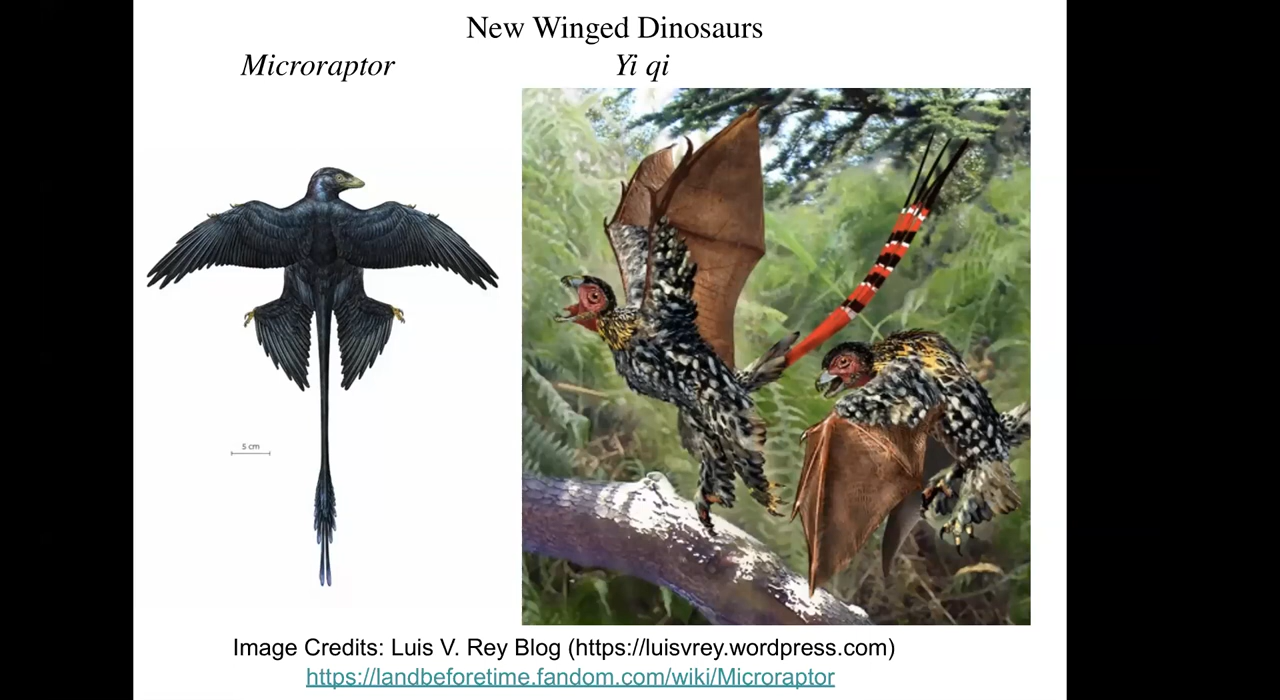 New Winged Dinosaurs
Microraptor Yi qi
5 cm
Image Credits: Luis V. Rey Blog (https://luisvrey.wordpress.com)
https://landbeforetime.fandom.com/wiki/Microraptor